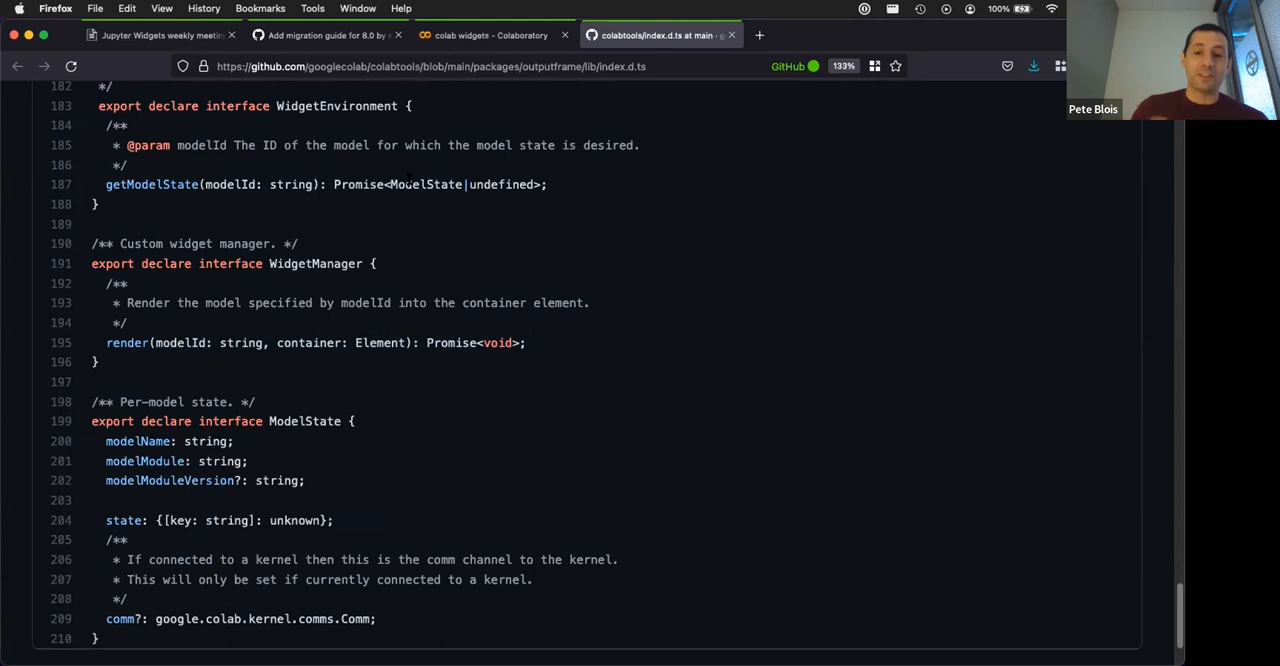 Firefox File Edit View History Bookmarks Tools Window Help 100%
Jupyter Widgets weekly meeting
Add migration guide for 8.0 by
colab widgets - Colaboratory
colabtools/index.d.ts at main · g
https://github.com/googlecolab/colabtools/blob/main/packages/outputframe/lib/index.d.ts
GitHub
133%
Pete Blois
182 */
183 export declare interface WidgetEnvironment {
184 /**
185 * @param modelId The ID of the model for which the model state is desired.
186 */
187 getModelState(modelId: string): Promise<ModelState|undefined>;
188 }
189
190 /** Custom widget manager. */
191 export declare interface WidgetManager {
192 /**
193 * Render the model specified by modelId into the container element.
194 */
195 render(modelId: string, container: Element): Promise<void>;
196 }
197
198 /** Per-model state. */
199 export declare interface ModelState {
200 modelName: string;
201 modelModule: string;
202 modelModuleVersion?: string;
203
204 state: {[key: string]: unknown};
205 /**
206 * If connected to a kernel then this is the comm channel to the kernel.
207 * This will only be set if currently connected to a kernel.
208 */
209 comm?: google.colab.kernel.comms.Comm;
210 }